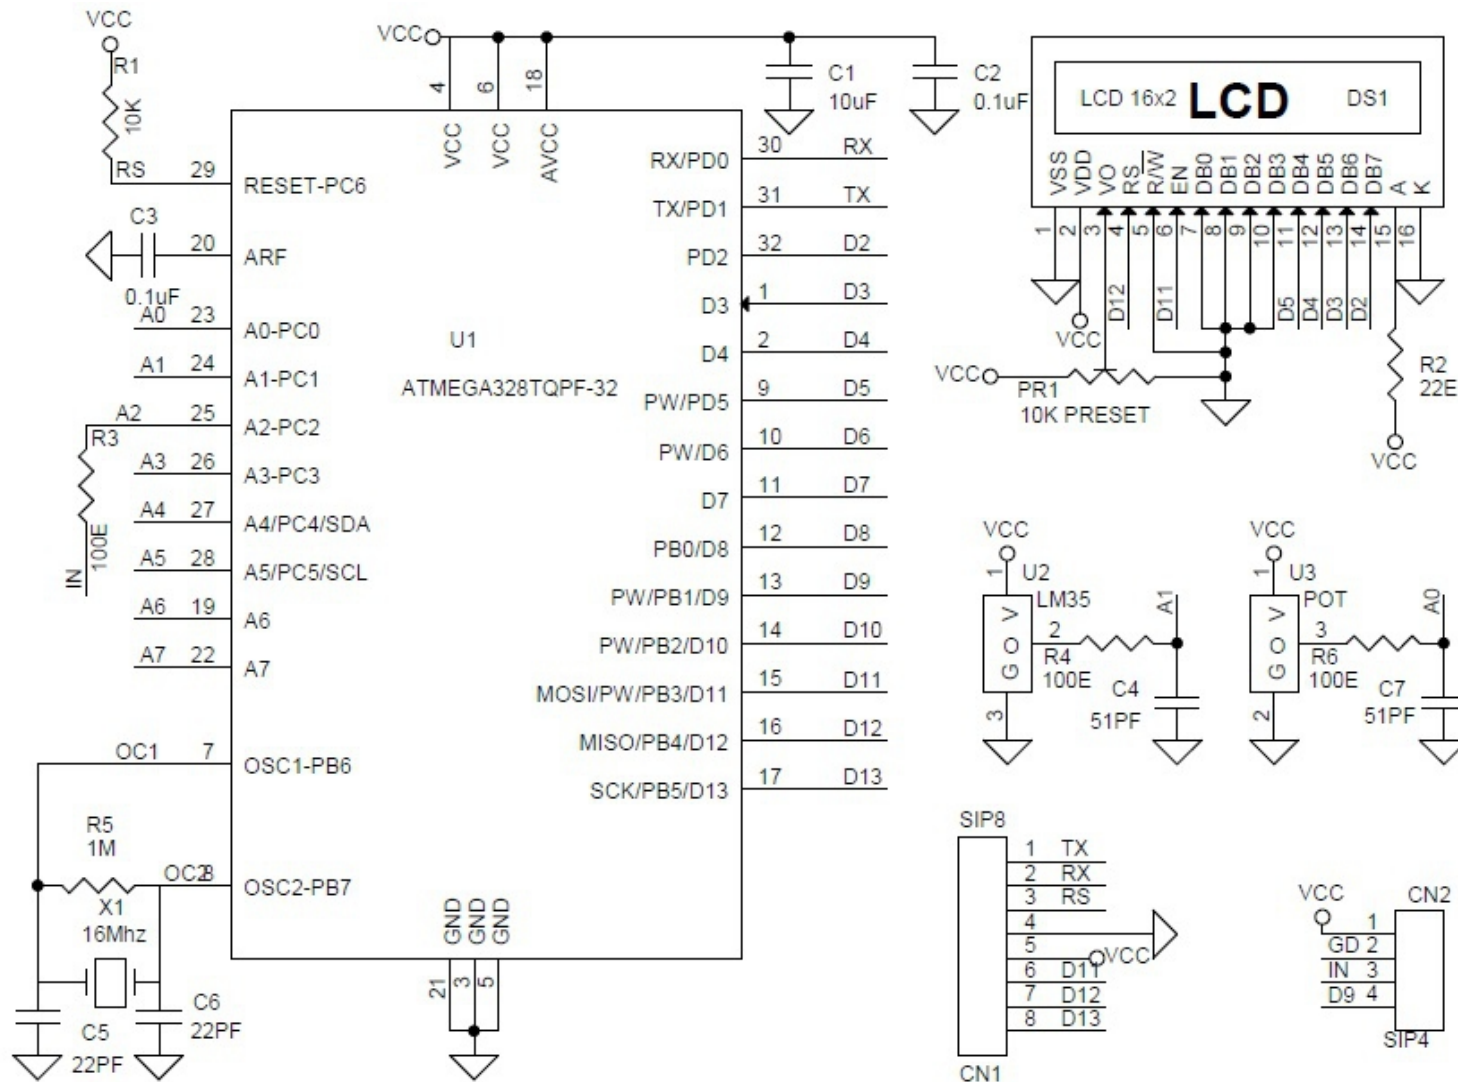 VCC
R1
10K
RS 29
RESET-PC6
C3
0.1uF
20
ARF
A0 23
A0-PC0
A1 24
A1-PC1
A2 25
A2-PC2
R3
100E
IN
A3 26
A3-PC3
A4 27
A4/PC4/SDA
A5 28
A5/PC5/SCL
A6 19
A6
A7 22
A7
OC1 7
OSC1-PB6
R5
1M
OC2 8
OSC2-PB7
X1
16Mhz
C5
22PF
C6
22PF
VCC
4
6
18
VCC
VCC
AVCC
C1
10uF
C2
0.1uF
U1
ATMEGA328TQPF-32
RX/PD0
30 RX
TX/PD1
31 TX
PD2
32 D2
D3
1 D3
D4
2 D4
PW/PD5
9 D5
PW/D6
10 D6
D7
11 D7
PB0/D8
12 D8
PW/PB1/D9
13 D9
PW/PB2/D10
14 D10
MOSI/PW/PB3/D11
15 D11
MISO/PB4/D12
16 D12
SCK/PB5/D13
17 D13
GND
GND
GND
21
3
5
LCD 16x2 LCD DS1
VSS
VDD
VO
RS
R/W
EN
DB0
DB1
DB2
DB3
DB4
DB5
DB6
DB7
A
K
1
2
3
4
5
6
7
8
9
10
11
12
13
14
15
16
D12
D11
D5
D4
D3
D2
VCC
VCC
PR1
10K PRESET
R2
22E
VCC
VCC
1
U2
LM35
V
O
G
2
R4
100E
3
A1
C4
51PF
VCC
1
U3
POT
V
O
G
3
R6
100E
2
A0
C7
51PF
SIP8
1 TX
2 RX
3 RS
4
5 VCC
6 D11
7 D12
8 D13
CN1
VCC
CN2
1
GD 2
IN 3
D9 4
SIP4